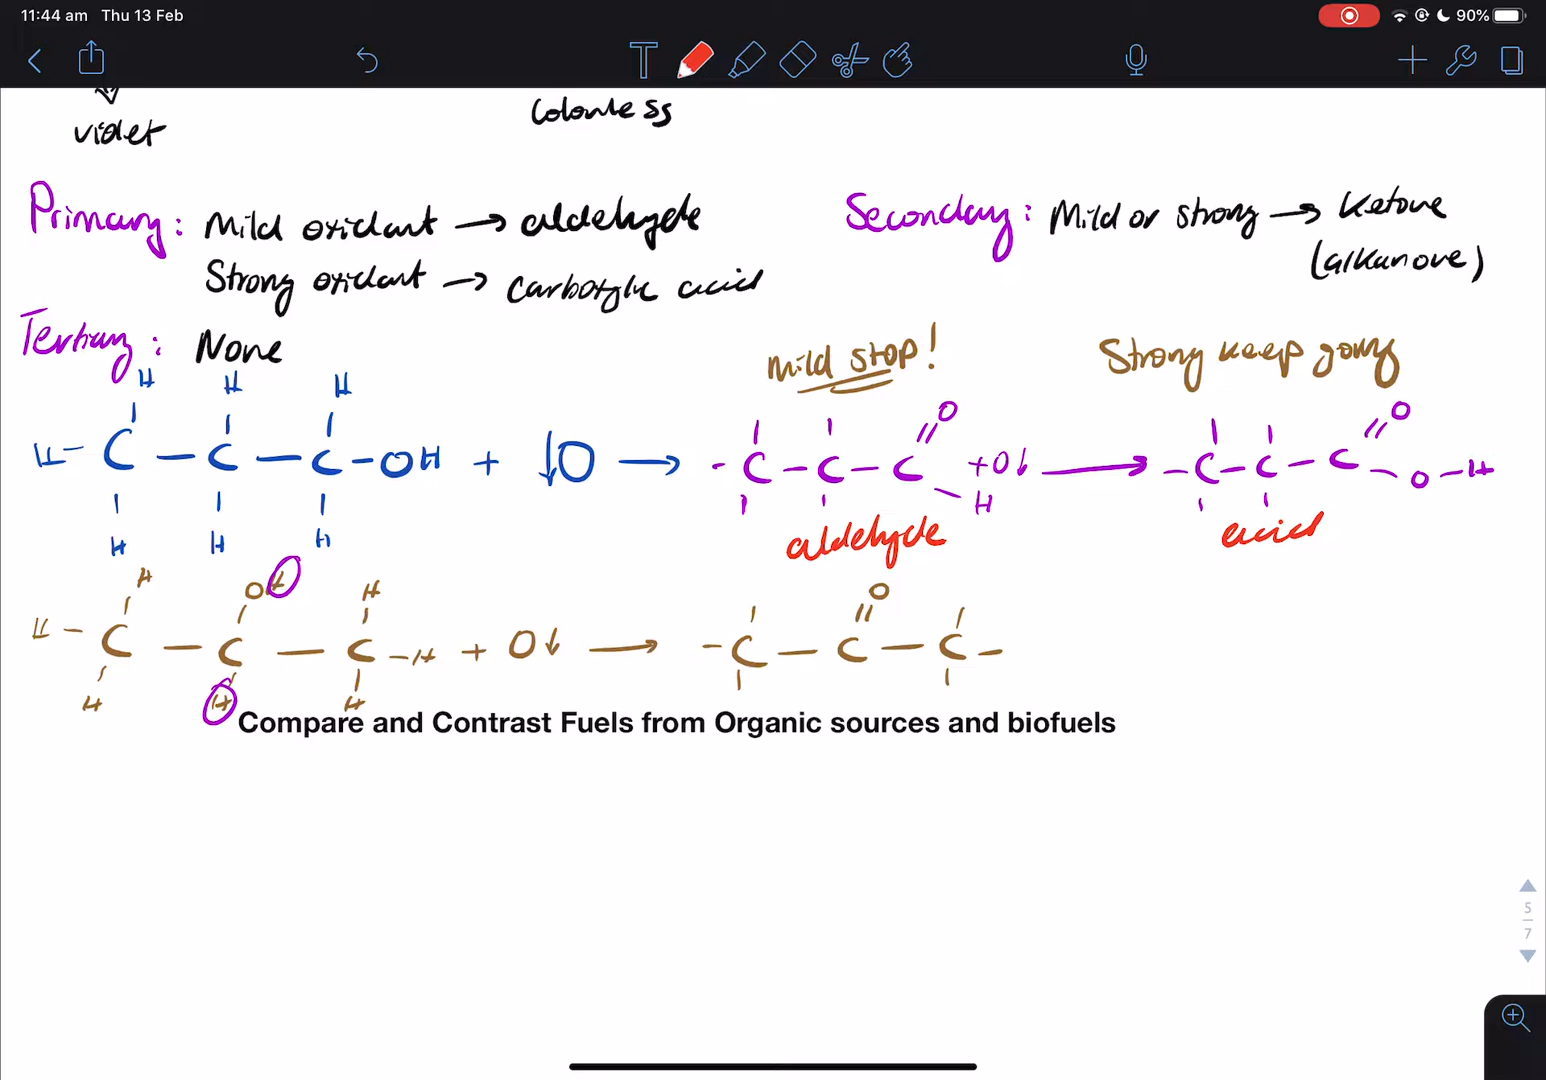 11:44 am Thu 13 Feb
90%
T
violet
Colourless
Primary: Mild oxidant → aldehyde
Strong oxidant → carboxylic acid
Secondary: Mild or strong → Ketone
(alkanone)
Tertiary: None
mild stop!
Strong keep going
H H H
H - C - C - C - OH + ↓O → - C - C - C O H + O↓ → - C - C - C O - O - H
H H H
aldehyde
acid
H OH H
H - C - C - C - H + O↓ → - C - C - C - O
H H H
Compare and Contrast Fuels from Organic sources and biofuels
5
7